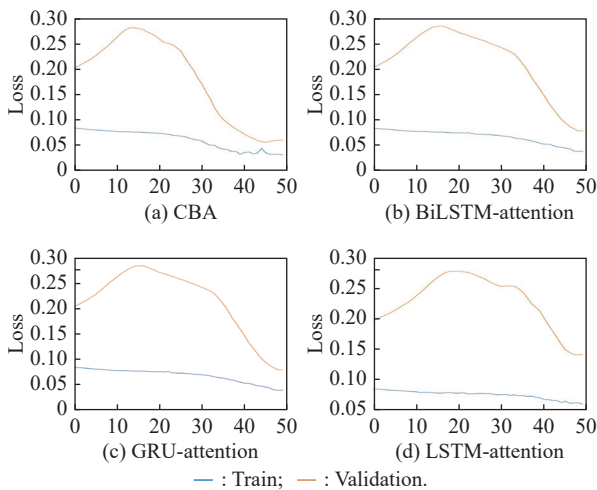 0.30
0.25
0.20
0.15
0.10
0.05
0
Loss
0 10 20 30 40 50
(a) CBA
0.30
0.25
0.20
0.15
0.10
0.05
0
Loss
0 10 20 30 40 50
(b) BiLSTM-attention
0.30
0.25
0.20
0.15
0.10
0.05
0
Loss
0 10 20 30 40 50
(c) GRU-attention
0.30
0.25
0.20
0.15
0.10
0.05
Loss
0 10 20 30 40 50
(d) LSTM-attention
: Train; : Validation.